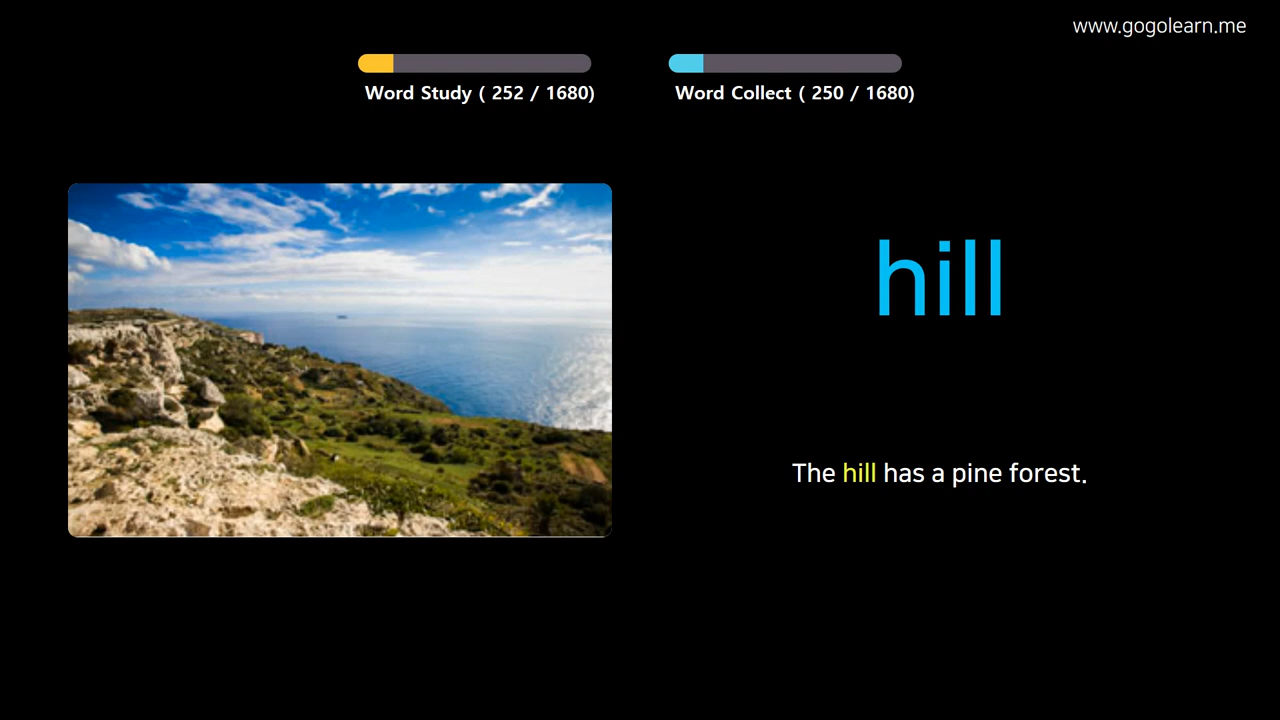 www.gogolearn.me
Word Study ( 252 / 1680)
Word Collect ( 250 / 1680)
hill
The hill has a pine forest.